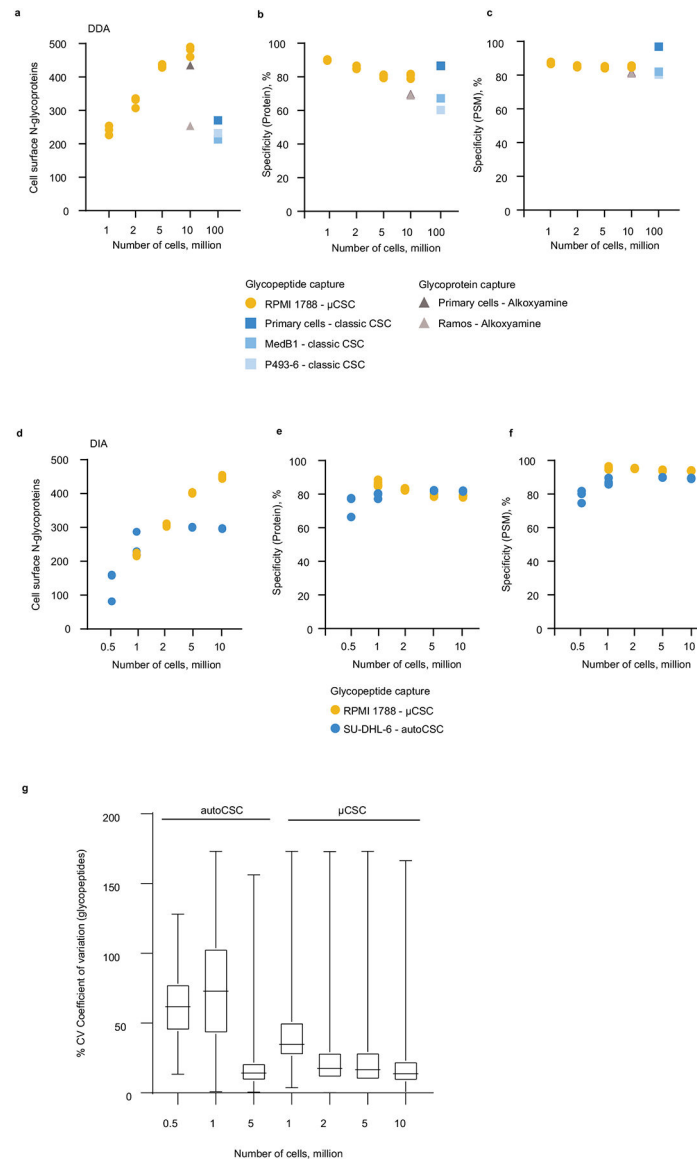 a
DDA
Cell surface N-glycoproteins
500
400
300
200
100
0
1 2 5 10 100
Number of cells, million
b
Specificity (Protein), %
100
80
60
40
20
0
1 2 5 10 100
Number of cells, million
c
Specificity (PSM), %
100
80
60
40
20
0
1 2 5 10 100
Number of cells, million
Glycopeptide capture
RPMI 1788 - µCSC
Primary cells - classic CSC
MedB1 - classic CSC
P493-6 - classic CSC
Glycoprotein capture
Primary cells - Alkoxyamine
Ramos - Alkoxyamine
d
DIA
Cell surface N-glycoproteins
500
400
300
200
100
0
0.5 1 2 5 10
Number of cells, million
e
Specificity (Protein), %
100
80
60
40
20
0
0.5 1 2 5 10
Number of cells, million
f
Specificity (PSM), %
100
80
60
40
20
0
0.5 1 2 5 10
Number of cells, million
Glycopeptide capture
RPMI 1788 - µCSC
SU-DHL-6 - autoCSC
g
autoCSC
µCSC
% CV Coefficient of variation (glycopeptides)
200
150
100
50
0
0.5 1 5 1 2 5 10
Number of cells, million